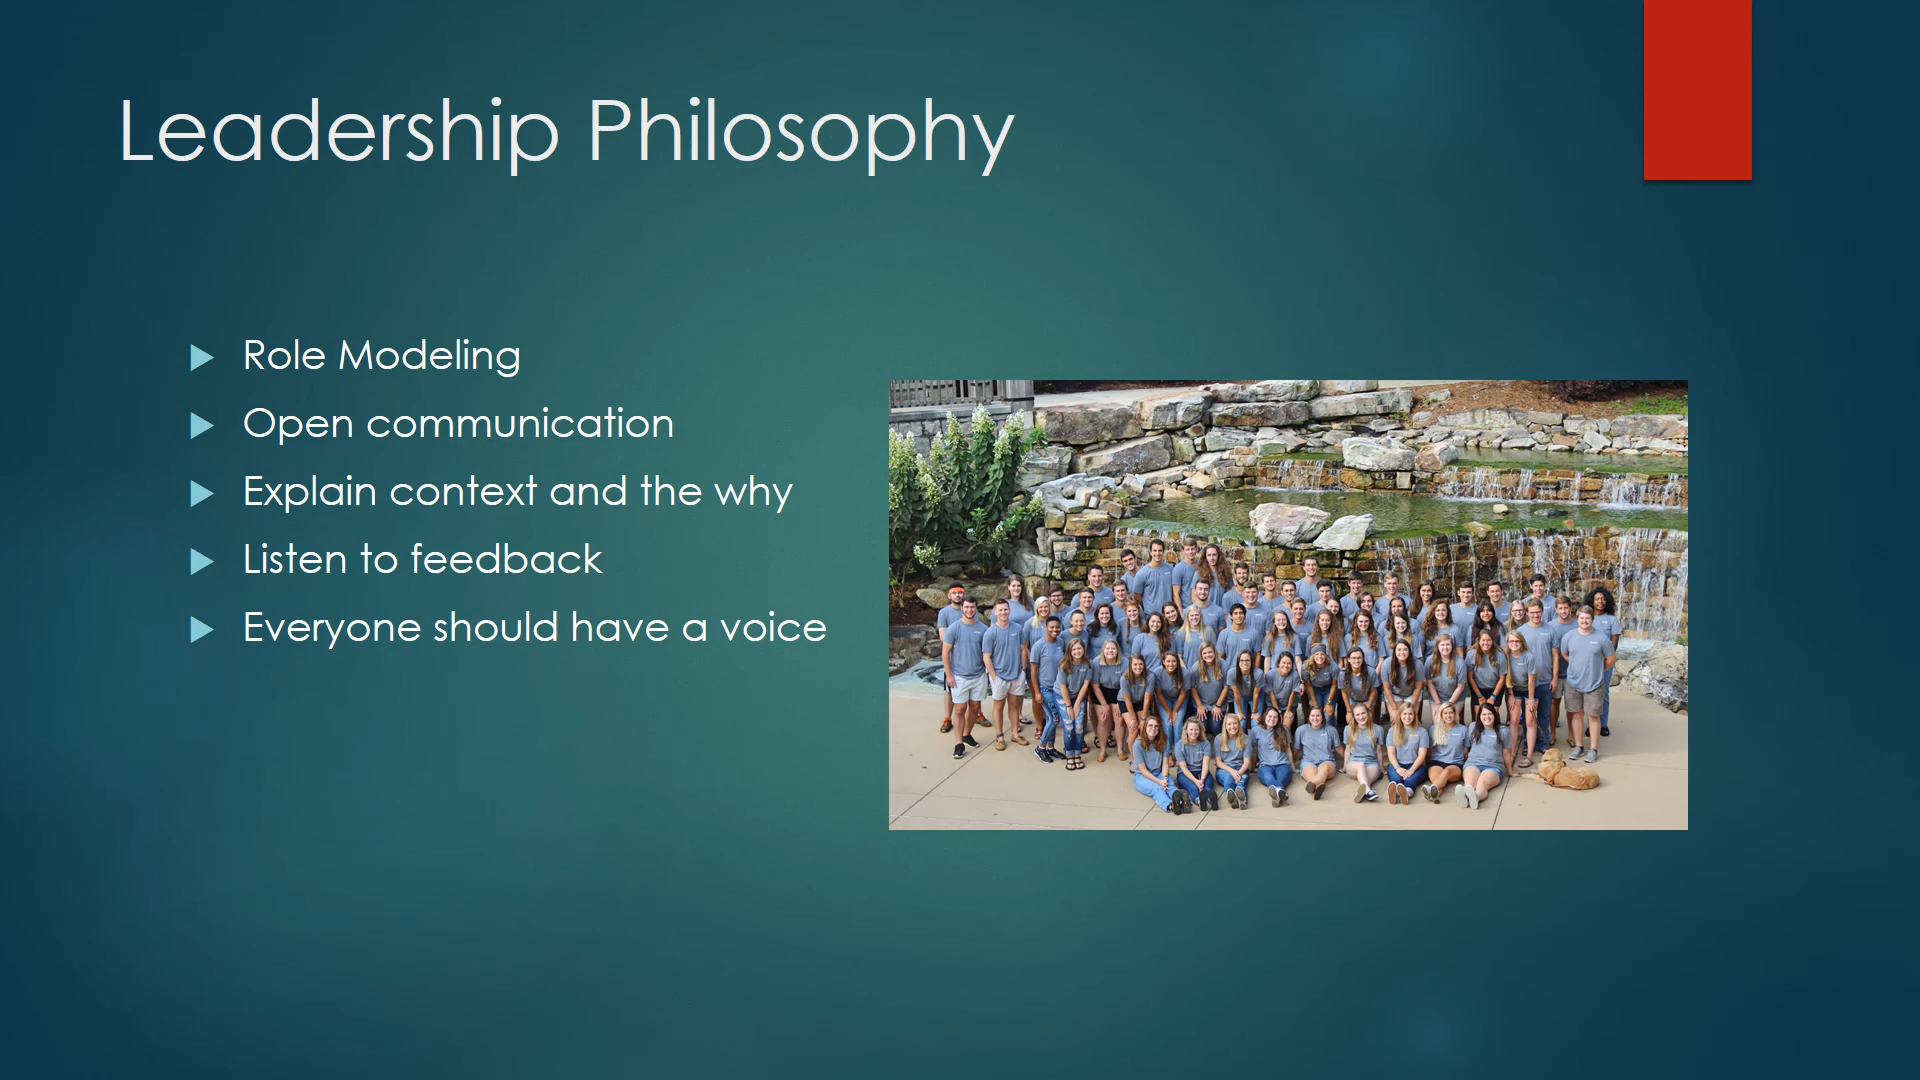 Leadership Philosophy
Role Modeling
Open communication
Explain context and the why
Listen to feedback
Everyone should have a voice